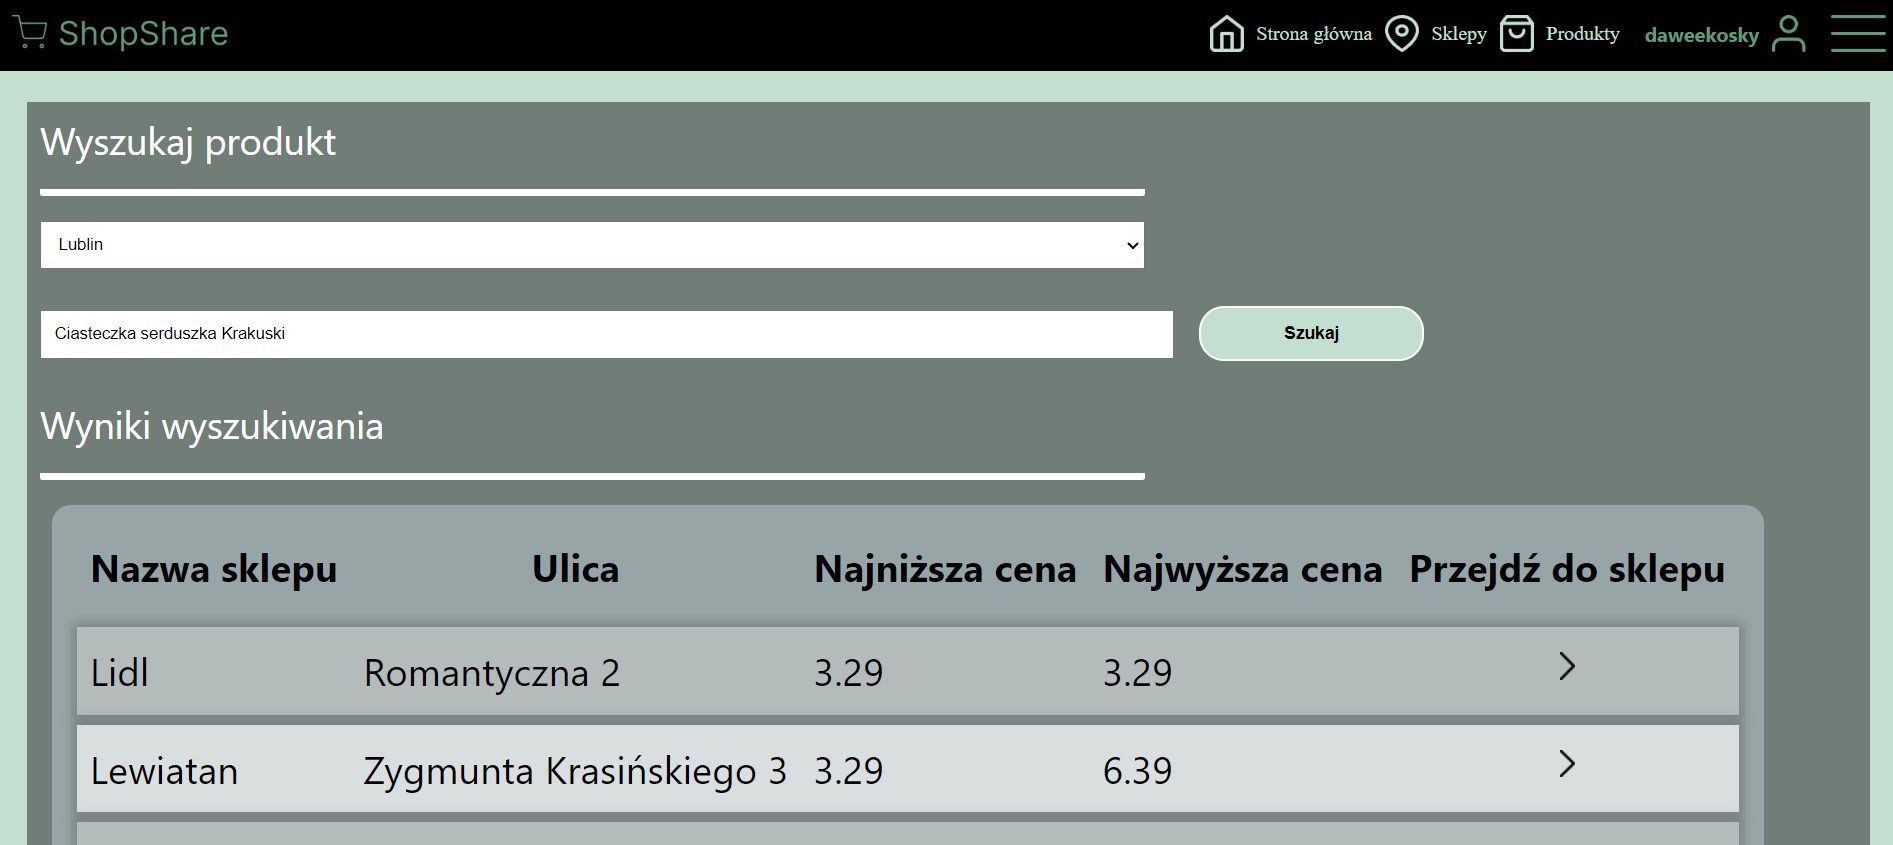 ShopShare
Strona główna Sklepy Produkty daweekosky
Wyszukaj produkt
Lublin
Ciasteczka serduszka Krakuski Szukaj
Wyniki wyszukiwania
Nazwa sklepu Ulica Najniższa cena Najwyższa cena Przejdź do sklepu
Lidl Romantyczna 2 3.29 3.29
Lewiatan Zygmunta Krasińskiego 3 3.29 6.39